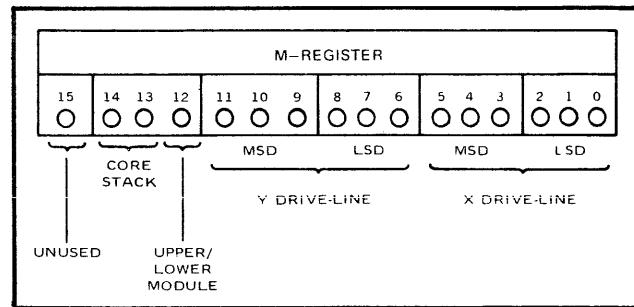 M-REGISTER
15 14 13 12 11 10 9 8 7 6 5 4 3 2 1 0
MSD LSD MSD LSD
CORE
STACK
Y DRIVE-LINE X DRIVE-LINE
UNUSED
UPPER/
LOWER
MODULE